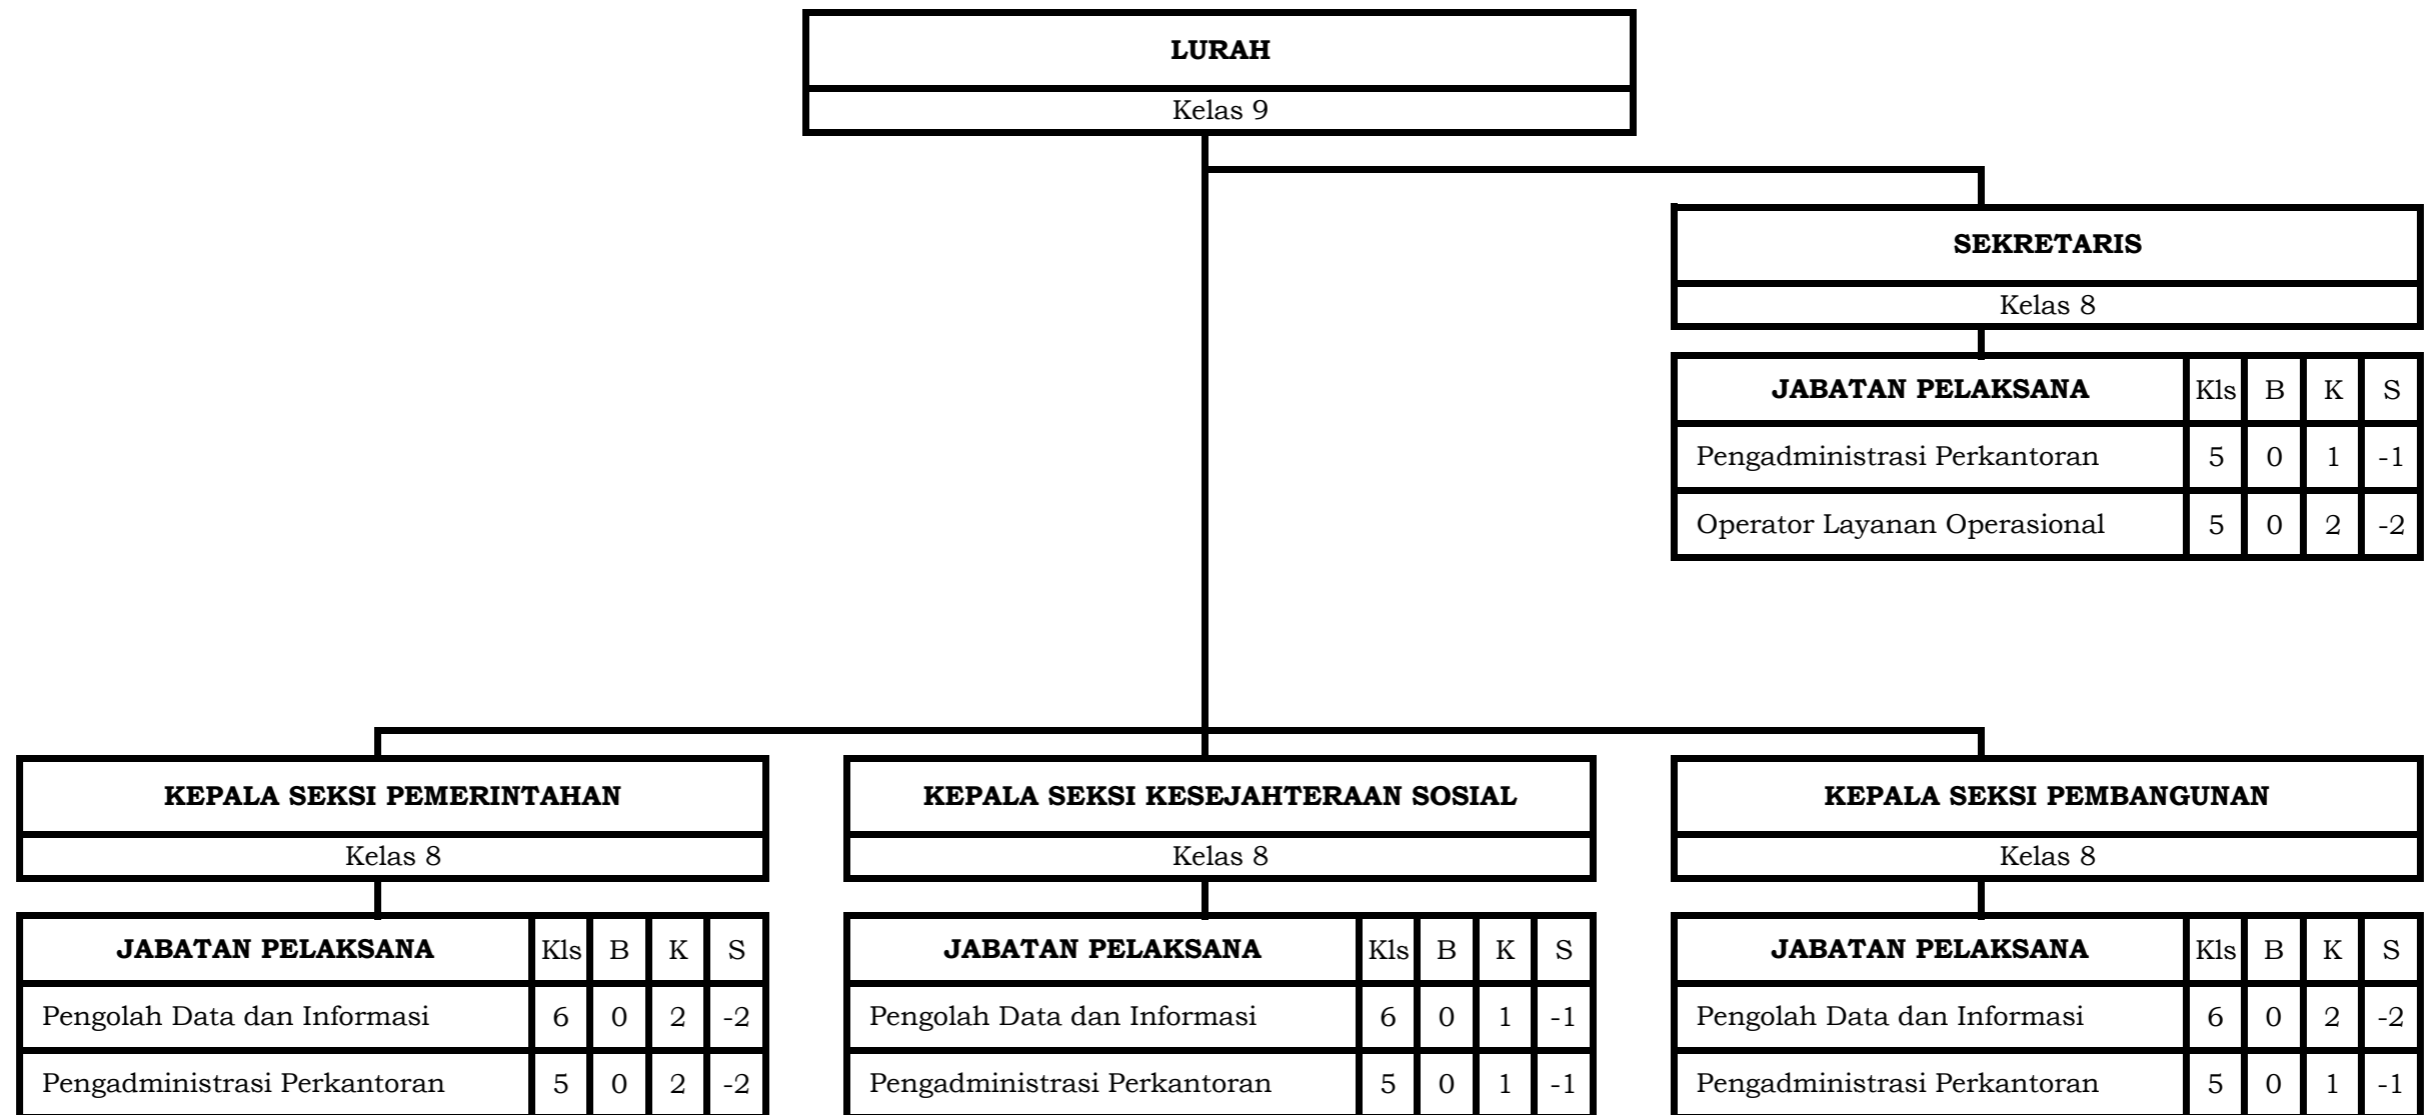 LURAH
Kelas 9
SEKRETARIS
Kelas 8
JABATAN PELAKSANA Kls B K S
Pengadministrasi Perkantoran 5 0 1 -1
Operator Layanan Operasional 5 0 2 -2
KEPALA SEKSI PEMERINTAHAN
Kelas 8
JABATAN PELAKSANA Kls B K S
Pengolah Data dan Informasi 6 0 2 -2
Pengadministrasi Perkantoran 5 0 2 -2
KEPALA SEKSI KESEJAHTERAAN SOSIAL
Kelas 8
JABATAN PELAKSANA Kls B K S
Pengolah Data dan Informasi 6 0 1 -1
Pengadministrasi Perkantoran 5 0 1 -1
KEPALA SEKSI PEMBANGUNAN
Kelas 8
JABATAN PELAKSANA Kls B K S
Pengolah Data dan Informasi 6 0 2 -2
Pengadministrasi Perkantoran 5 0 1 -1